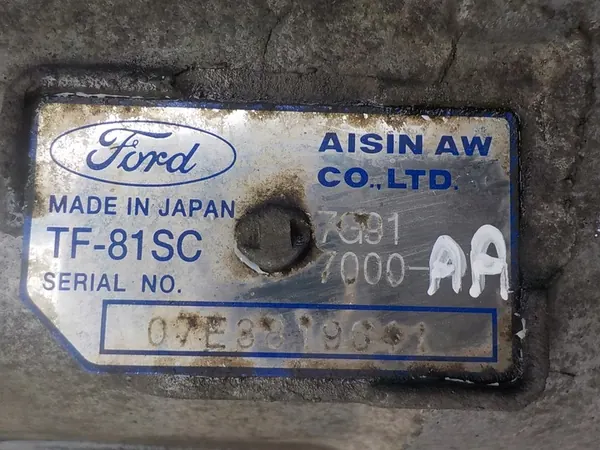 Ford
AISIN AW
CO.,LTD.
MADE IN JAPAN
TF-81SC
7G91
7000-AA
SERIAL NO.